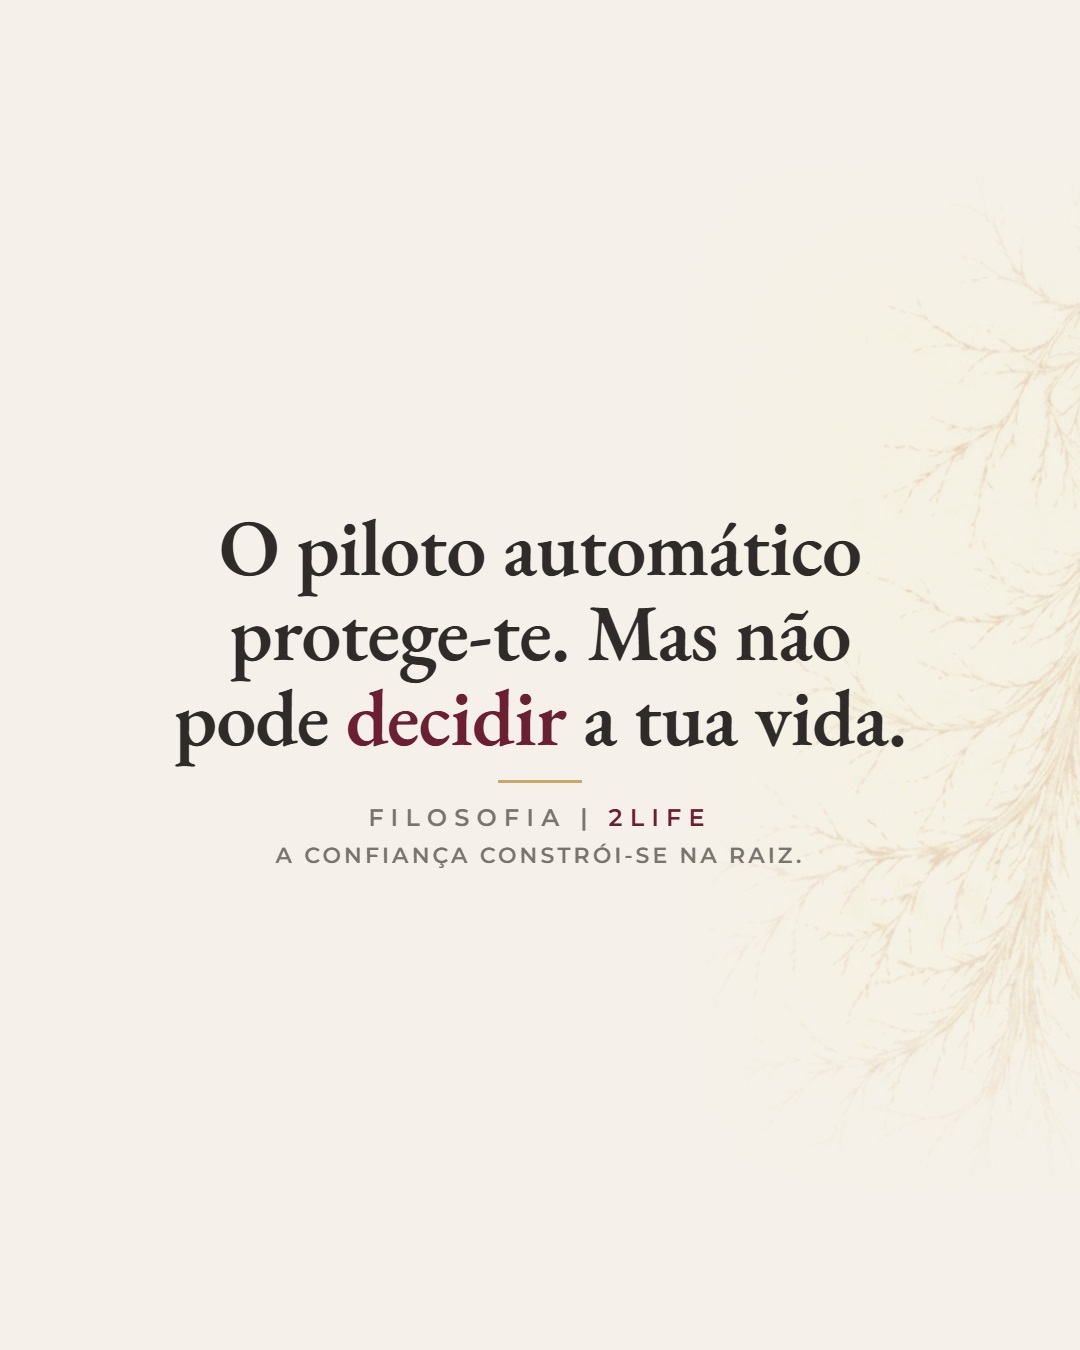 O piloto automático
protege-te. Mas não
pode decidir a tua vida.
FILOSOFIA | 2LIFE
A CONFIANÇA CONSTRÓI-SE NA RAIZ.